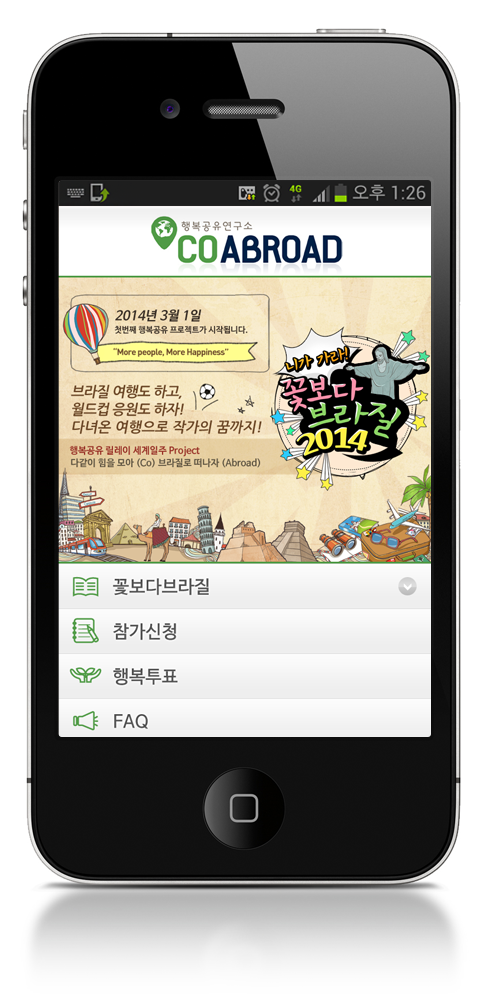 4G
오후 1:26
행복공유연구소
COABROAD
2014년 3월 1일
첫번째 행복공유 프로젝트가 시작됩니다.
"More people, More Happiness"
브라질 여행도 하고,
월드컵 응원도 하자!
다녀온 여행으로 작가의 꿈까지!
행복공유 릴레이 세계일주 Project
다같이 힘을 모아 (Co) 브라질로 떠나자 (Abroad)
니가 가라!
꽃보다
브라질
2014
꽃보다브라질
참가신청
행복투표
FAQ